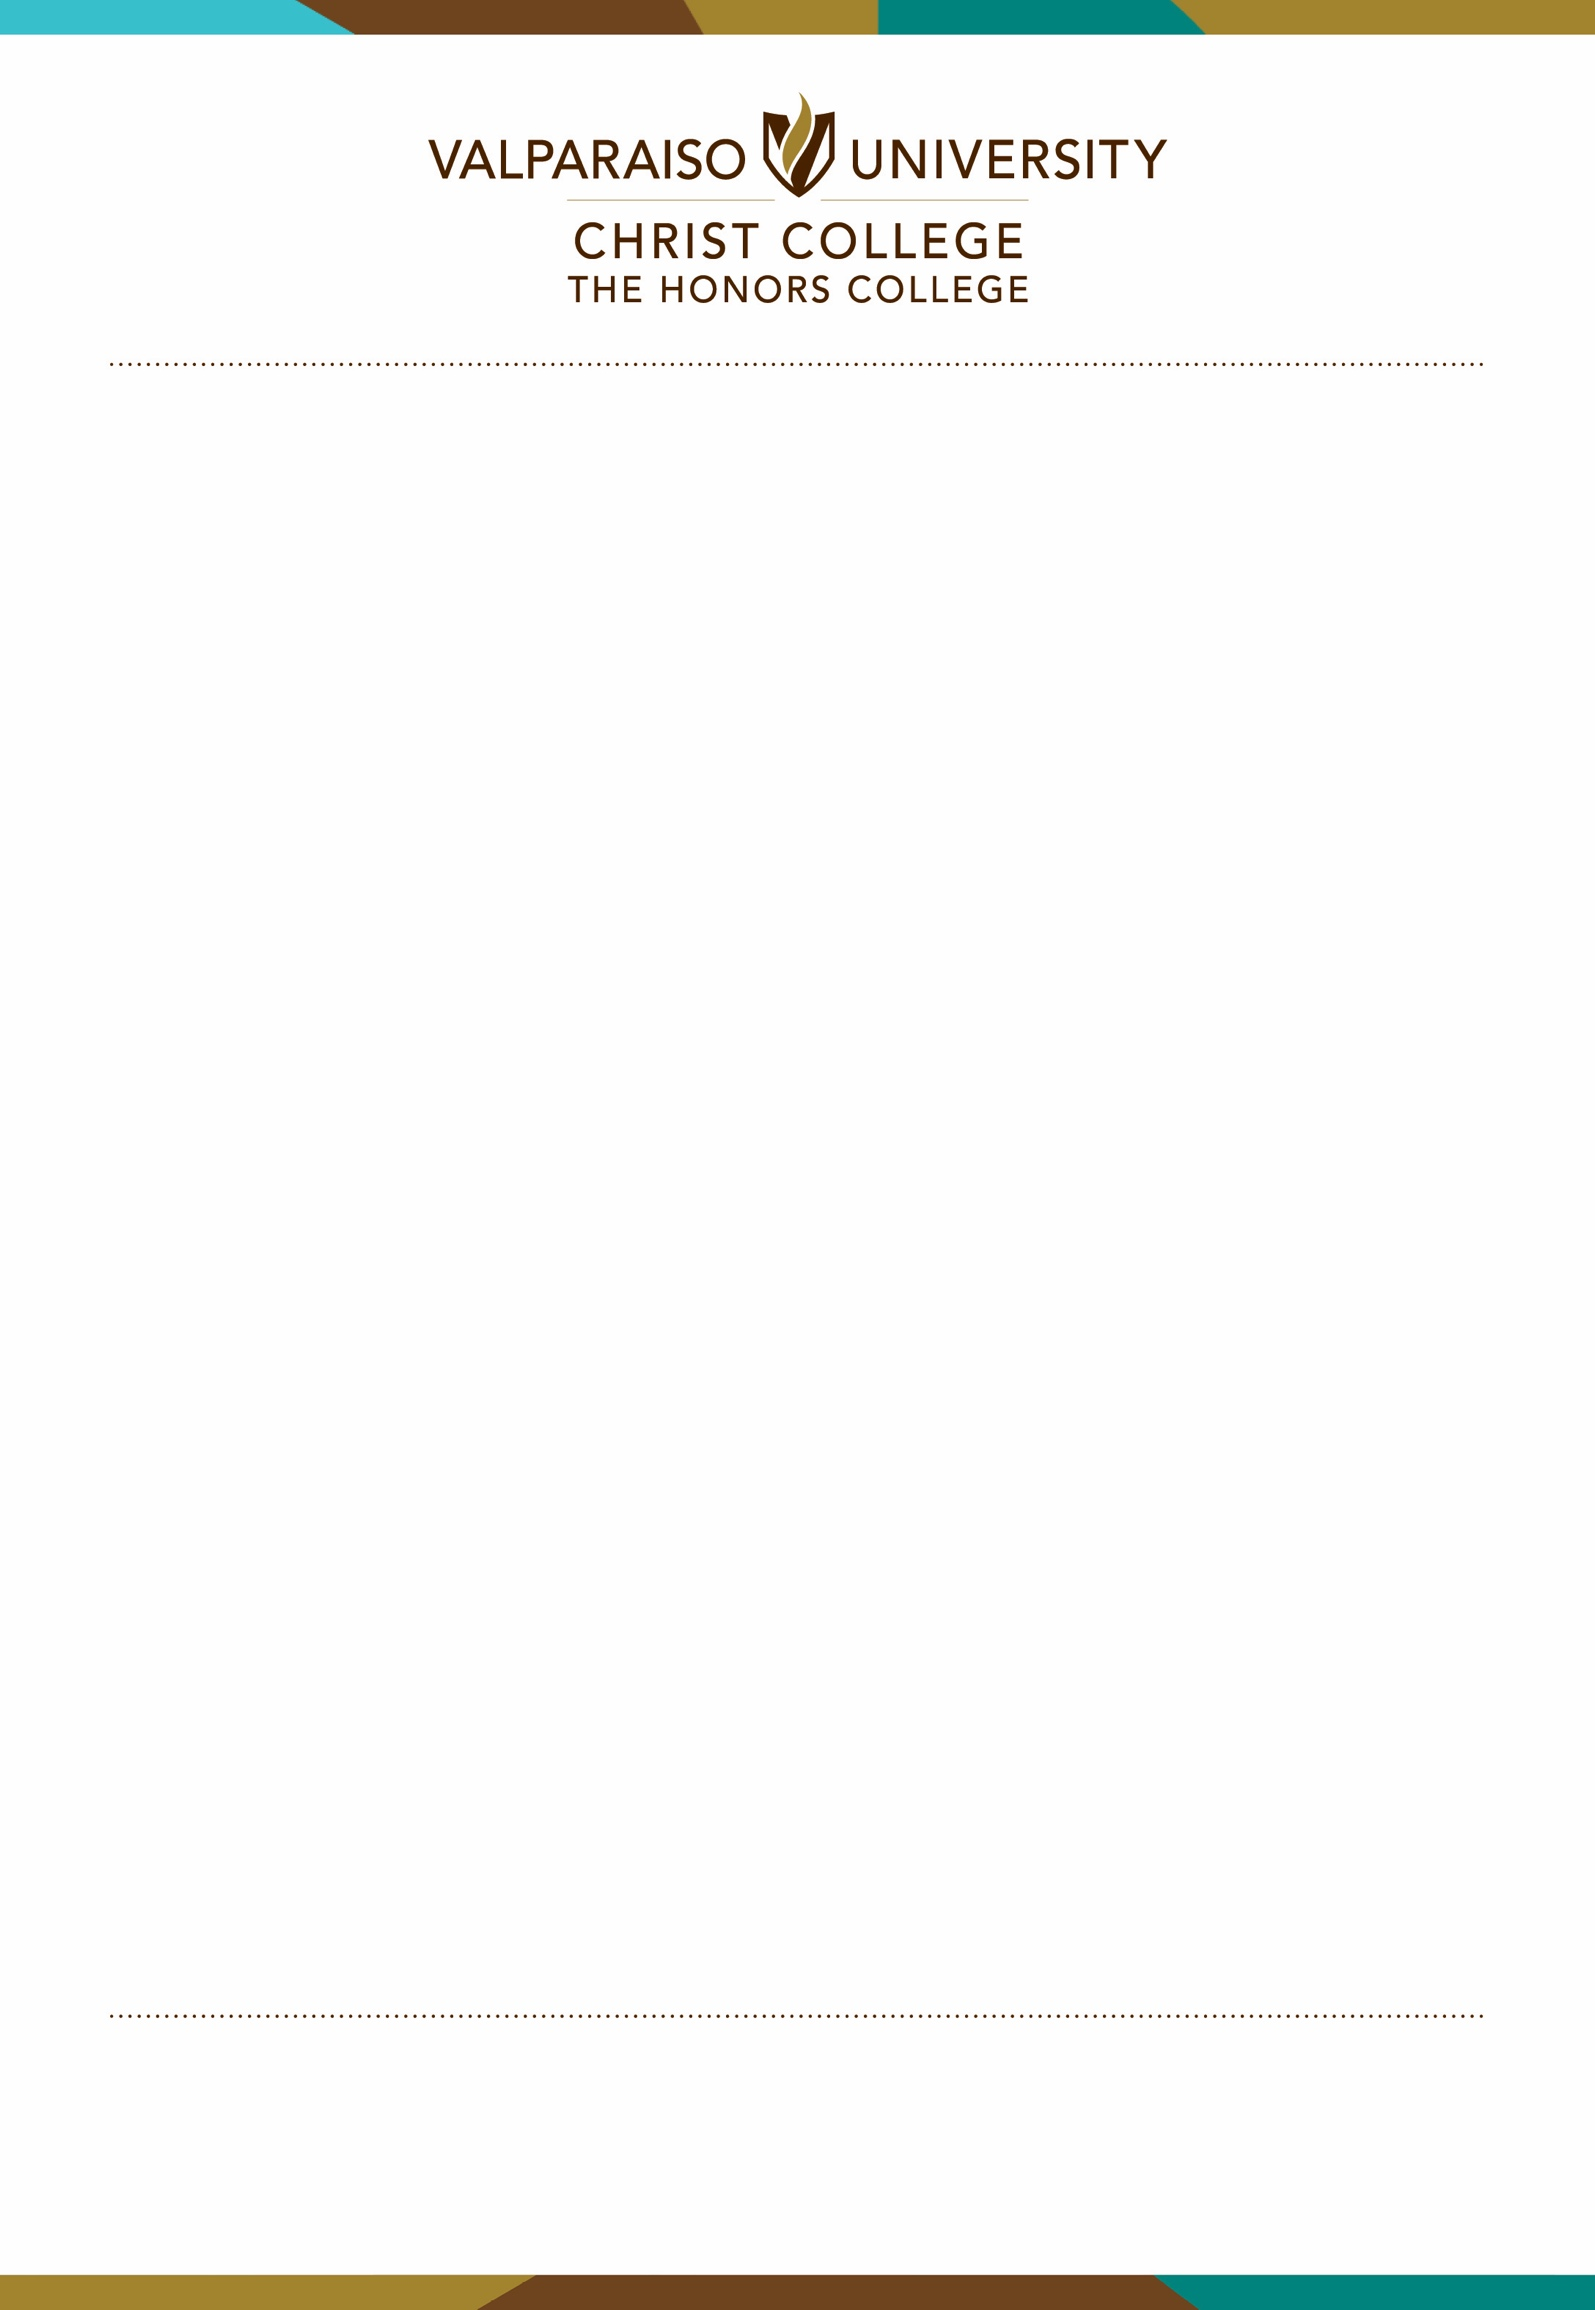 VALPARAISO UNIVERSITY
CHRIST COLLEGE
THE HONORS COLLEGE